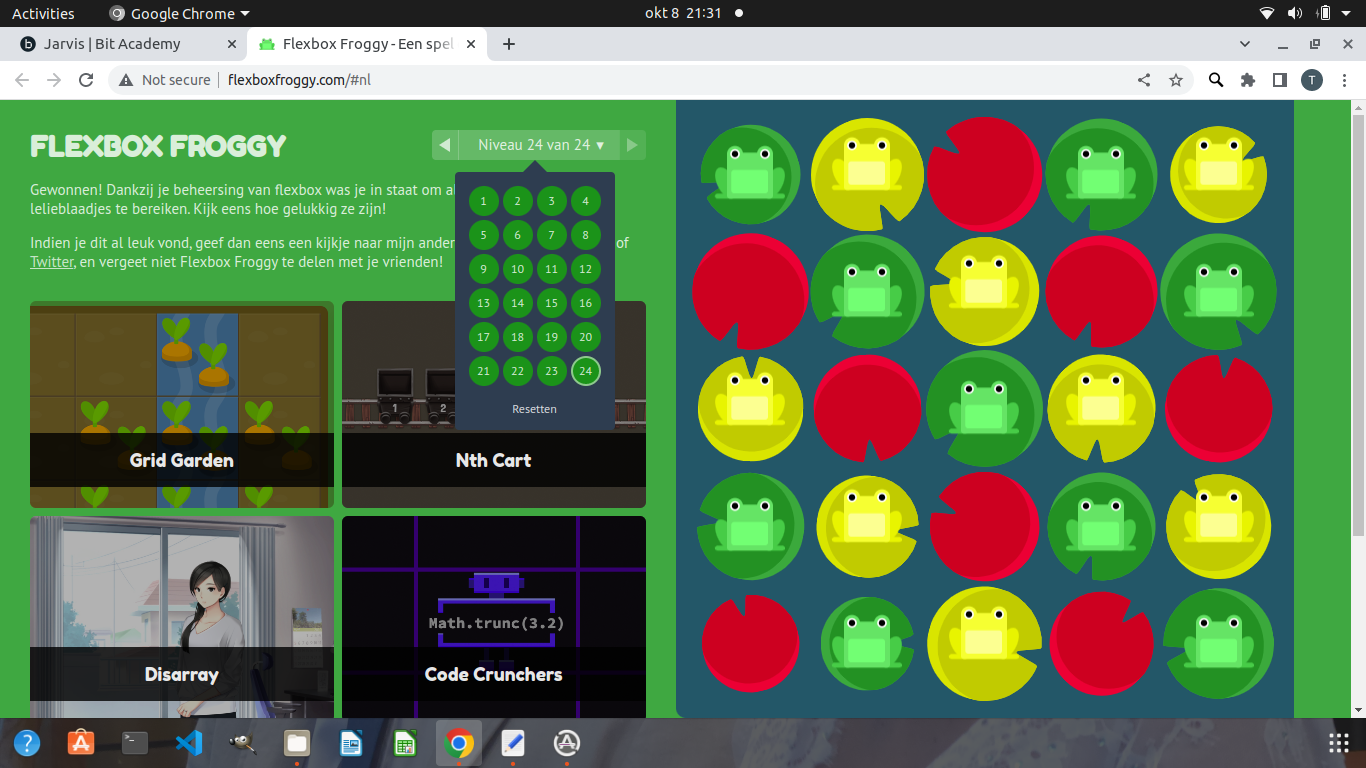 Activities
Google Chrome
okt 8 21:31
Jarvis | Bit Academy
Flexbox Froggy - Een spel
Not secure
flexboxfroggy.com/#nl
T
FLEXBOX FROGGY
Niveau 24 van 24 ▾
Gewonnen! Dankzij je beheersing van flexbox was je in staat om al
lelieblaadjes te bereiken. Kijk eens hoe gelukkig ze zijn!
Indien je dit al leuk vond, geef dan eens een kijkje naar mijn ander
of
Twitter, en vergeet niet Flexbox Froggy te delen met je vrienden!
1 2 3 4
5 6 7 8
9 10 11 12
13 14 15 16
17 18 19 20
21 22 23 24
Resetten
1 2
Grid Garden
Nth Cart
Math.trunc(3.2)
Disarray
Code Crunchers